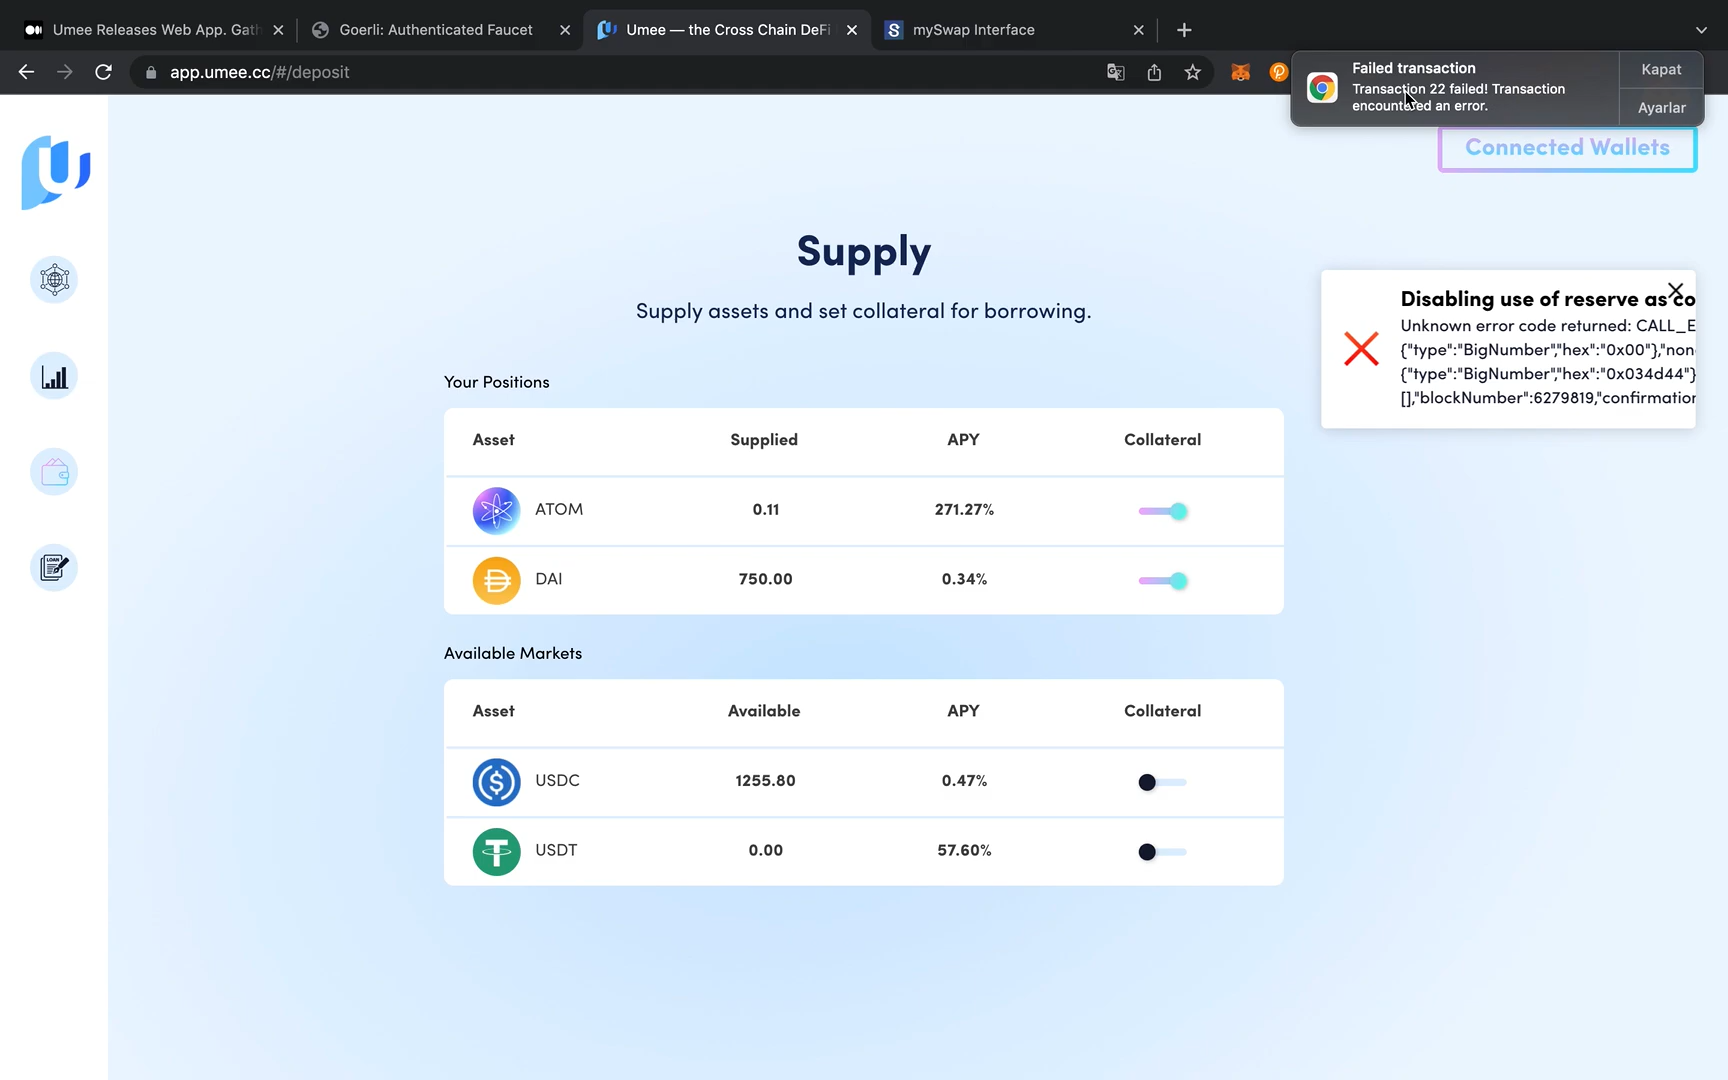 Umee Releases Web App. Gath
Goerli: Authenticated Faucet
Umee — the Cross Chain DeFi
S
mySwap Interface
app.umee.cc/#/deposit
Failed transaction
Transaction 22 failed! Transaction
encountered an error.
Kapat
Ayarlar
Connected Wallets
Supply
Supply assets and set collateral for borrowing.
Disabling use of reserve as co
Unknown error code returned: CALL_E
{"type":"BigNumber","hex":"0x00"},"non
{"type":"BigNumber","hex":"0x034d44"}
[],"blockNumber":6279819,"confirmation
LOAN
Your Positions
Asset Supplied APY Collateral
ATOM 0.11 271.27%
DAI 750.00 0.34%
Available Markets
Asset Available APY Collateral
USDC 1255.80 0.47%
USDT 0.00 57.60%